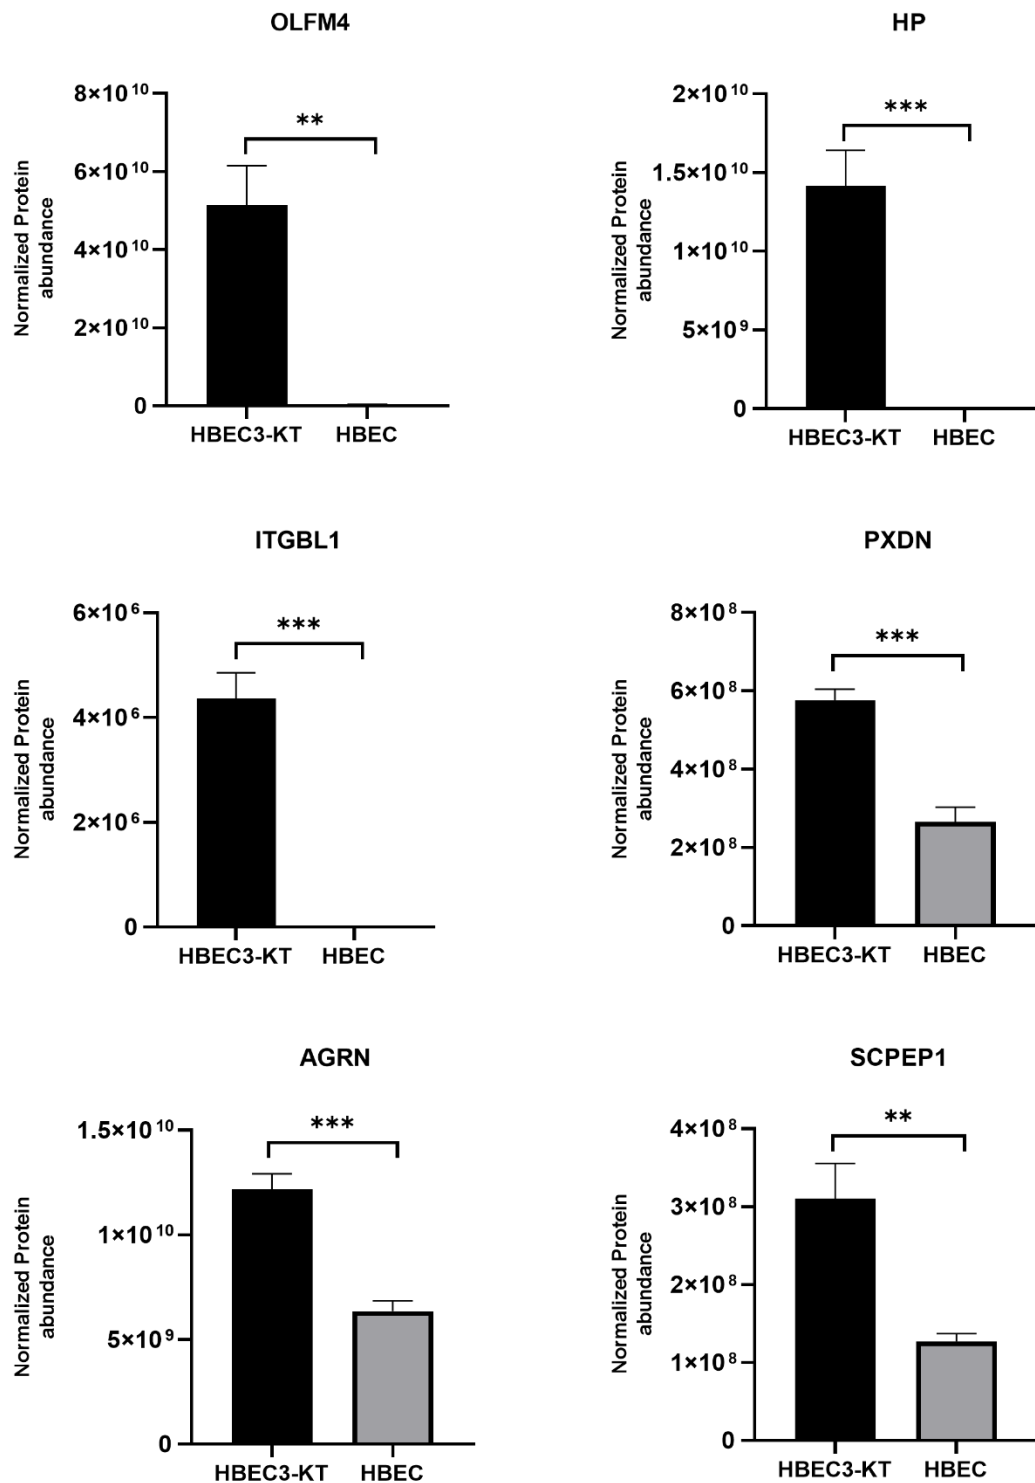 OLFM4
8×10¹⁰
6×10¹⁰
4×10¹⁰
2×10¹⁰
0
Normalized Protein
abundance
**
HBEC3-KT HBEC
HP
2×10¹⁰
1.5×10¹⁰
1×10¹⁰
5×10⁹
0
Normalized Protein
abundance
***
HBEC3-KT HBEC
ITGBL1
6×10⁶
4×10⁶
2×10⁶
0
Normalized Protein
abundance
***
HBEC3-KT HBEC
PXDN
8×10⁸
6×10⁸
4×10⁸
2×10⁸
0
Normalized Protein
abundance
***
HBEC3-KT HBEC
AGRN
1.5×10¹⁰
1×10¹⁰
5×10⁹
0
Normalized Protein
abundance
***
HBEC3-KT HBEC
SCPEP1
4×10⁸
3×10⁸
2×10⁸
1×10⁸
0
Normalized Protein
abundance
**
HBEC3-KT HBEC